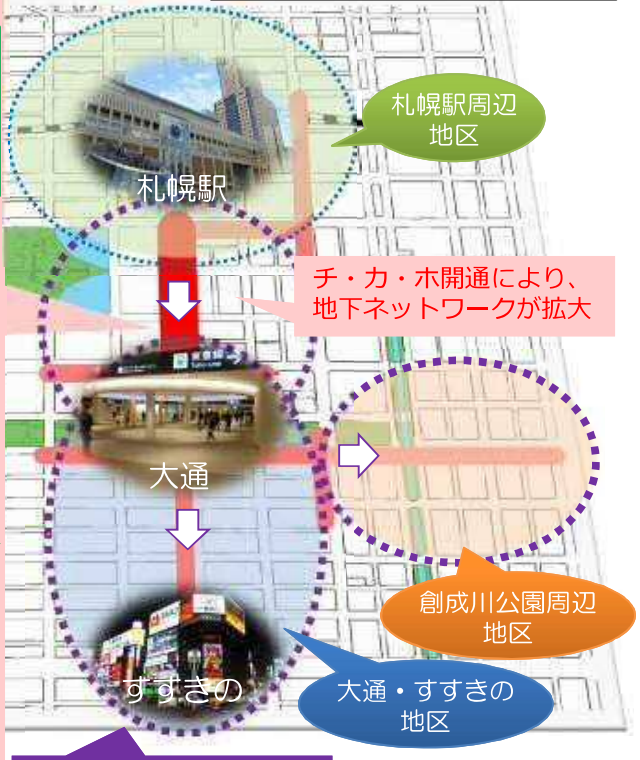 札幌駅周辺
地区
札幌駅
チ・カ・ホ開通により、
地下ネットワークが拡大
大通
創成川公園周辺
地区
すすきの
大通・すすきの
地区